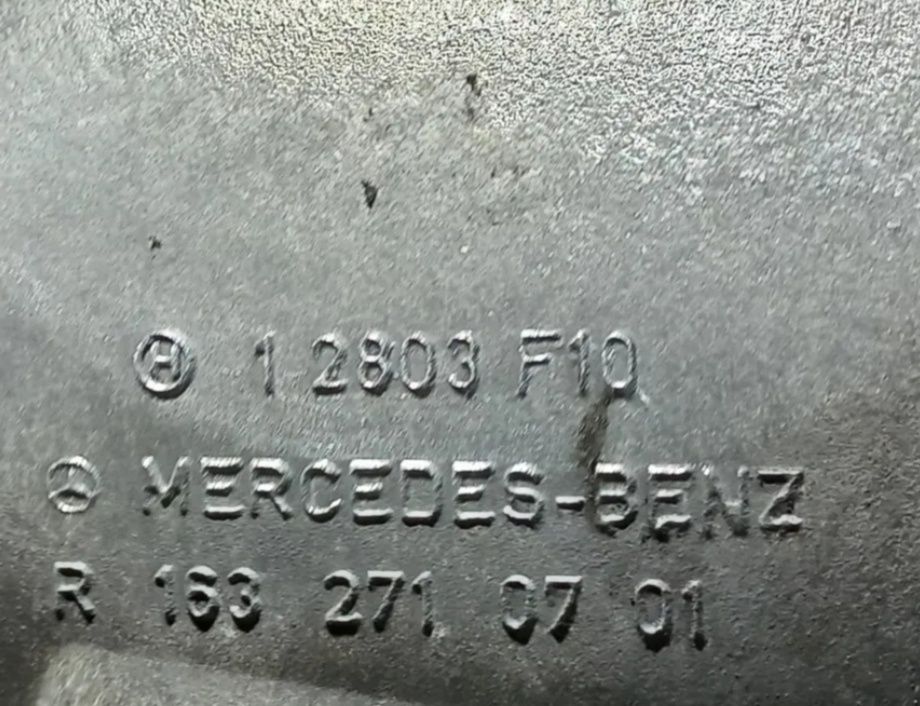 H 1 2803 F10
MERCEDES-BENZ
R 163 271 07 01